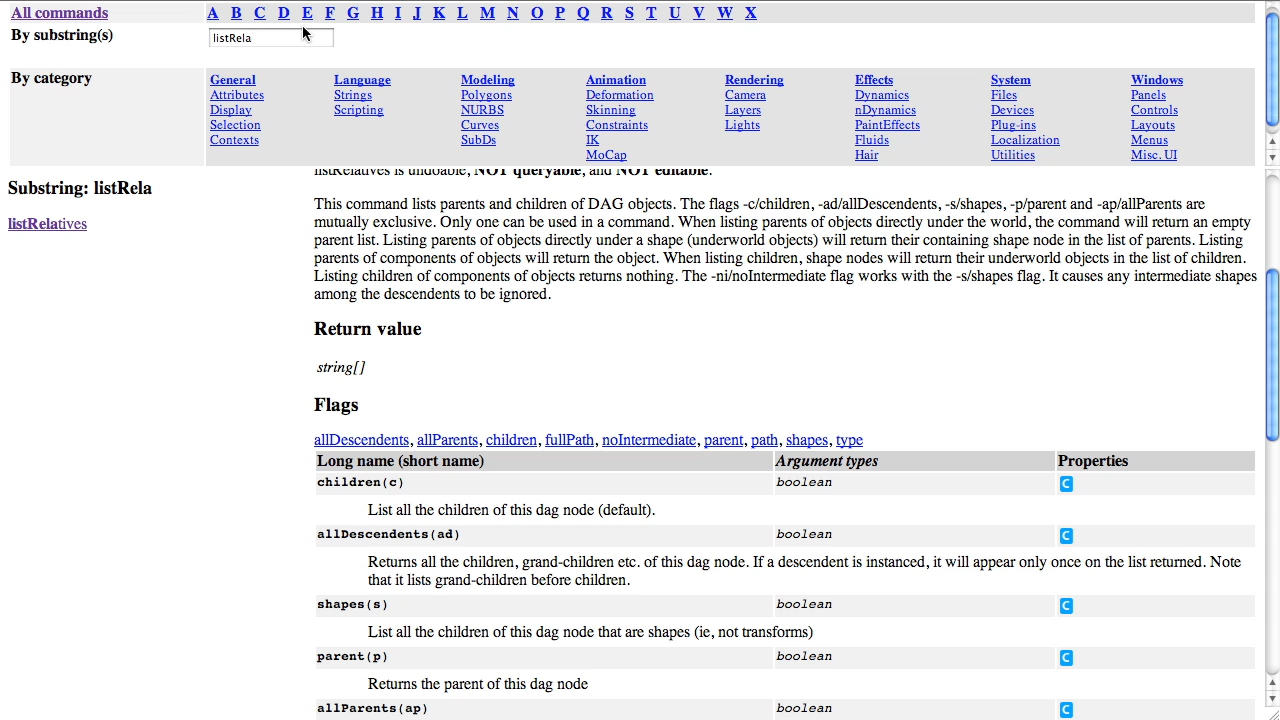 All commands
A B C D E F G H I J K L M N O P Q R S T U V W X
By substring(s)
listRela
By category
General Language Modeling Animation Rendering Effects System Windows
Attributes Strings Polygons Deformation Camera Dynamics Files Panels
Display Scripting NURBS Skinning Layers nDynamics Devices Controls
Selection Curves Constraints Lights PaintEffects Plug-ins Layouts
Contexts SubDs IK Fluids Localization Menus
MoCap Hair Utilities Misc. UI
Substring: listRela
listRelatives
listRelatives is undoable, NOT queryable, and NOT editable.
This command lists parents and children of DAG objects. The flags -c/children, -ad/allDescendents, -s/shapes, -p/parent and -ap/allParents are
mutually exclusive. Only one can be used in a command. When listing parents of objects directly under the world, the command will return an empty
parent list. Listing parents of objects directly under a shape (underworld objects) will return their containing shape node in the list of parents. Listing
parents of components of objects will return the object. When listing children, shape nodes will return their underworld objects in the list of children.
Listing children of components of objects returns nothing. The -ni/noIntermediate flag works with the -s/shapes flag. It causes any intermediate shapes
among the descendents to be ignored.
Return value
string[]
Flags
allDescendents, allParents, children, fullPath, noIntermediate, parent, path, shapes, type
Long name (short name) Argument types Properties
children(c) boolean C
List all the children of this dag node (default).
allDescendents(ad) boolean C
Returns all the children, grand-children etc. of this dag node. If a descendent is instanced, it will appear only once on the list returned. Note
that it lists grand-children before children.
shapes(s) boolean C
List all the children of this dag node that are shapes (ie, not transforms)
parent(p) boolean C
Returns the parent of this dag node
allParents(ap) boolean C